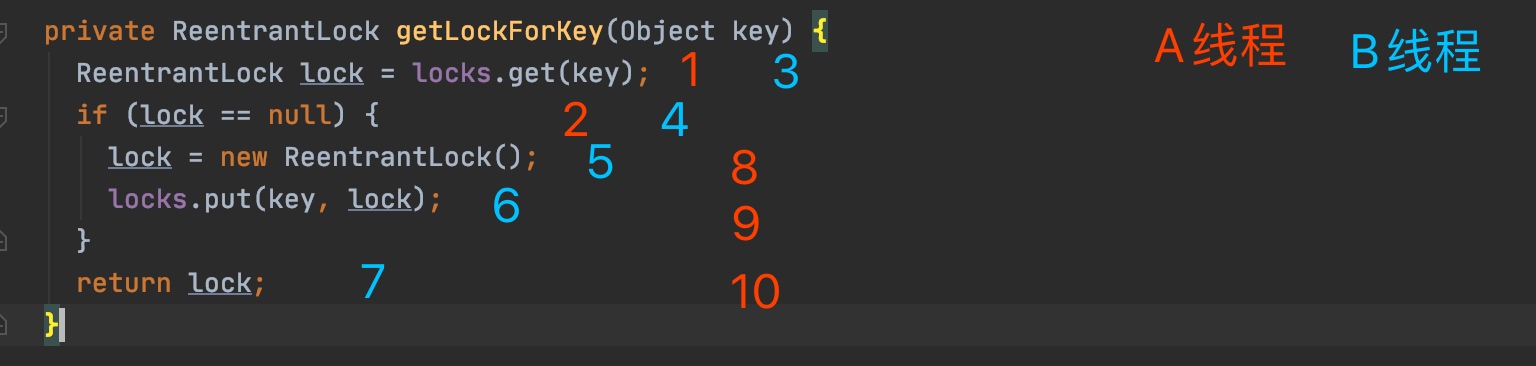 private ReentrantLock getLockForKey(Object key) { A线程 B线程
ReentrantLock lock = locks.get(key); 1 3
if (lock == null) { 2 4
lock = new ReentrantLock(); 5 8
locks.put(key, lock); 6 9
}
return lock; 7 10
}